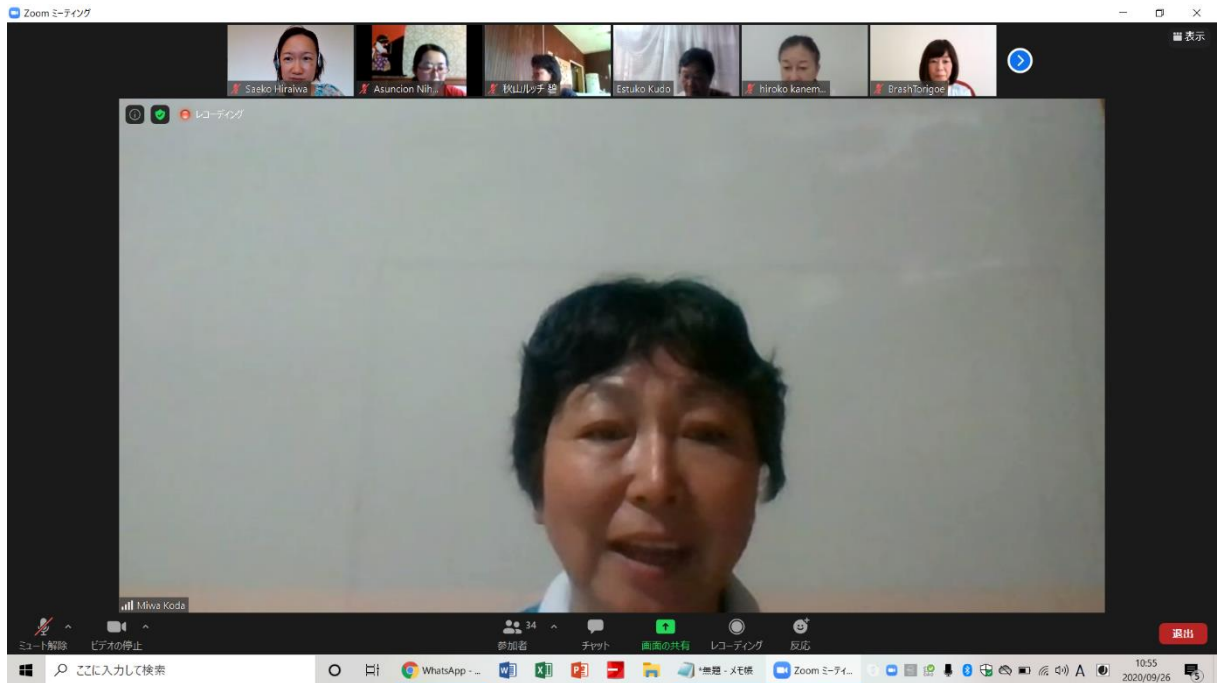 Zoom ミーティング
表示
Saeko Hiraiwa
Asuncion Nih...
秋山ルッチ 碧
Estuko Kudo
hiroko kanem...
BrashTorigoe
レコーディング
Miwa Koda
34
ミュート解除
ビデオの停止
参加者
チャット
画面の共有
レコーディング
反応
退出
ここに入力して検索
WhatsApp - ...
*無題 - メモ帳
Zoom ミーティ...
A
10:55
2020/09/26
5